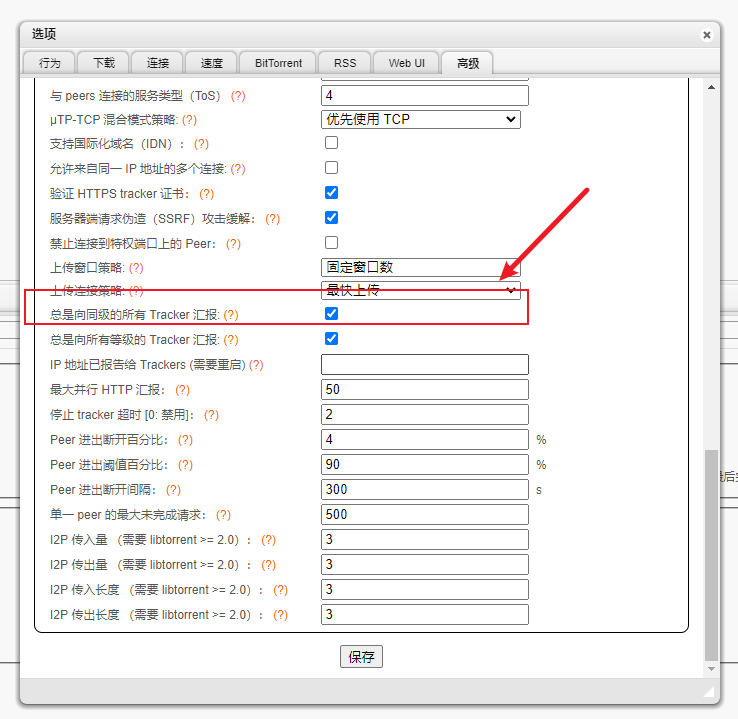 选项
行为 下载 连接 速度 BitTorrent RSS Web UI 高级
与 peers 连接的服务类型（ToS） (?) 4
μTP-TCP 混合模式策略: (?) 优先使用 TCP
支持国际化域名（IDN）： (?)
允许来自同一 IP 地址的多个连接: (?)
验证 HTTPS tracker 证书： (?)
服务器端请求伪造（SSRF）攻击缓解： (?)
禁止连接到特权端口上的 Peer： (?)
上传窗口策略: (?) 固定窗口数
上传连接策略: (?) 最快上传
总是向同级的所有 Tracker 汇报: (?)
总是向所有等级的 Tracker 汇报: (?)
IP 地址已报告给 Trackers (需要重启) (?)
最大并行 HTTP 汇报： (?) 50
停止 tracker 超时 [0: 禁用]： (?) 2
Peer 进出断开百分比： (?) 4 %
Peer 进出阈值百分比： (?) 90 %
Peer 进出断开间隔： (?) 300 s
单一 peer 的最大未完成请求： (?) 500
I2P 传入量 （需要 libtorrent >= 2.0）： (?) 3
I2P 传出量 （需要 libtorrent >= 2.0）： (?) 3
I2P 传入长度 （需要 libtorrent >= 2.0）： (?) 3
I2P 传出长度 （需要 libtorrent >= 2.0）： (?) 3
保存